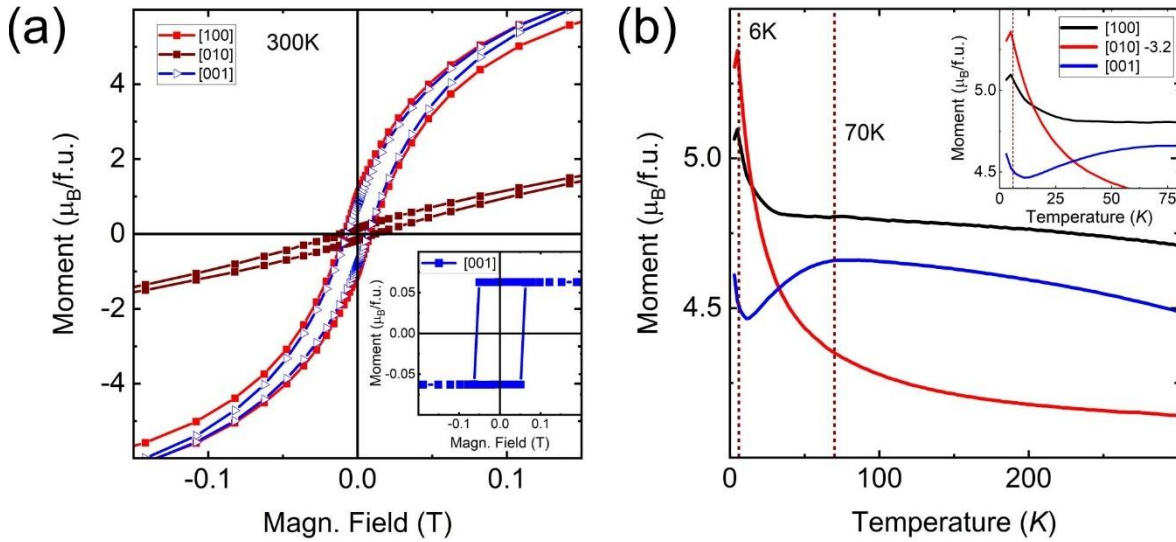 (a)
[100]
[010]
[001]
300K
Moment (μB/f.u.)
4
2
0
-2
-4
-0.1
0.0
0.1
Magn. Field (T)
[001]
Moment (μB/f.u.)
0.05
0.00
-0.05
-0.1
0.0
0.1
Magn. Field (T)
(b)
6K
70K
Moment (μB/f.u.)
5.0
4.5
0
100
200
Temperature (K)
[100]
[010] -3.2
[001]
Moment (μB/f.u.)
5.0
4.5
0
25
50
75
Temperature (K)